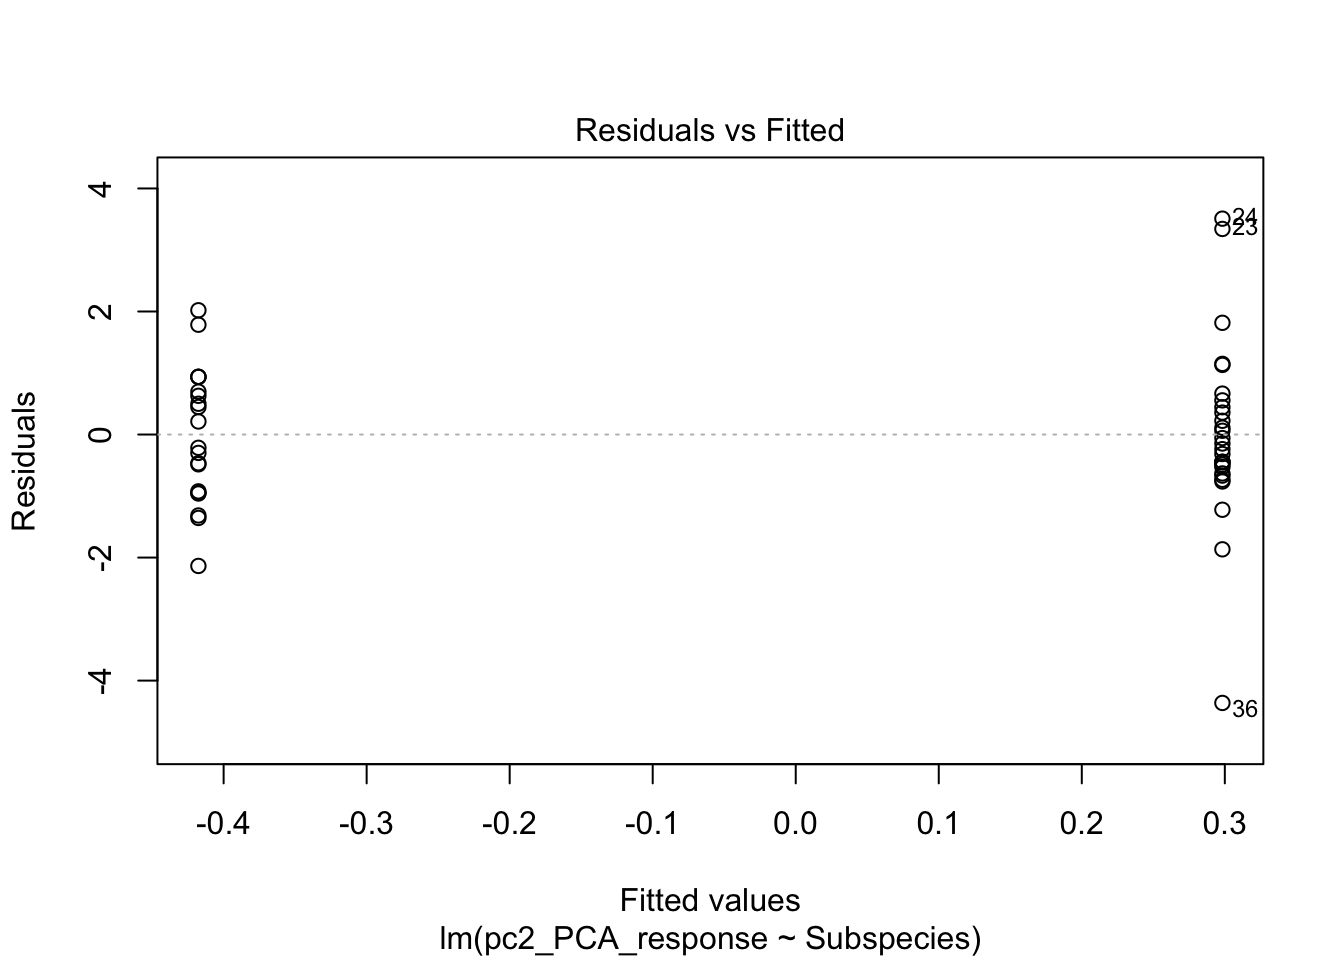 Residuals vs Fitted
4
2
0
-2
-4
Residuals
24
23
36
-0.4 -0.3 -0.2 -0.1 0.0 0.1 0.2 0.3
Fitted values
lm(pc2_PCA_response ~ Subspecies)